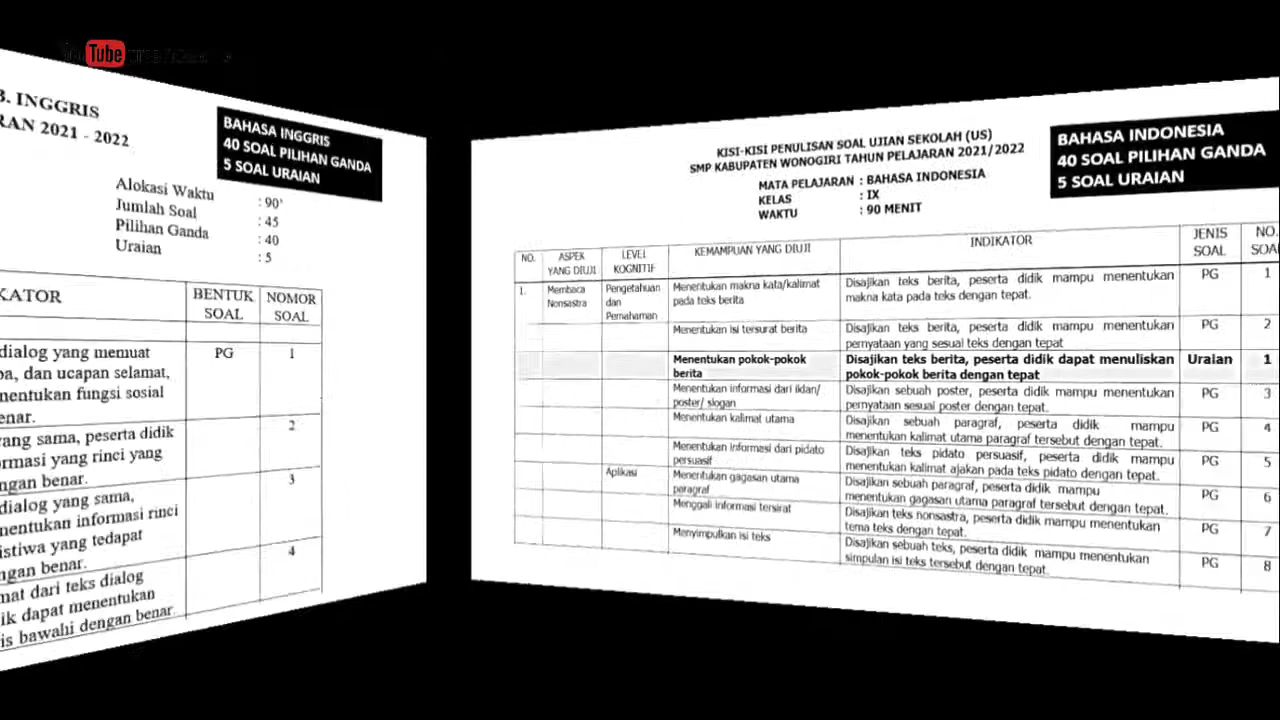 YouTube
B. INGGRIS
RAN 2021 - 2022
BAHASA INGGRIS
40 SOAL PILIHAN GANDA
5 SOAL URAIAN
Alokasi Waktu : 90'
Jumlah Soal : 45
Pilihan Ganda : 40
Uraian : 5
KATOR BENTUK SOAL NOMOR SOAL
dialog yang memuat PG 1
a, dan ucapan selamat,
nentukan fungsi sosial
enar.
yang sama, peserta didik 2
ormasi yang rinci yang
ngan benar.
dialog yang sama, 3
nentukan informasi rinci
istiwa yang tedapat
ngan benar.
mat dari teks dialog 4
ik dapat menentukan
is bawahi dengan benar.
KISI-KISI PENULISAN SOAL UJIAN SEKOLAH (US)
SMP KABUPATEN WONOGIRI TAHUN PELAJARAN 2021/2022
BAHASA INDONESIA
40 SOAL PILIHAN GANDA
5 SOAL URAIAN
MATA PELAJARAN : BAHASA INDONESIA
KELAS : IX
WAKTU : 90 MENIT
NO. ASPEK YANG DIUJI LEVEL KOGNITIF KEMAMPUAN YANG DIUJI INDIKATOR JENIS SOAL NO. SOAL
1. Membaca Pengetahuan Menentukan makna kata/kalimat Disajikan teks berita, peserta didik mampu menentukan PG 1
Nonsastra dan pada teks berita makna kata pada teks dengan tepat.
Pemahaman
Menentukan isi tersurat berita Disajikan teks berita, peserta didik mampu menentukan PG 2
pernyataan yang sesuai teks dengan tepat
Menentukan pokok-pokok Disajikan teks berita, peserta didik dapat menuliskan Uraian 1
berita pokok-pokok berita dengan tepat
Menentukan informasi dari iklan/ Disajikan sebuah poster, peserta didik mampu menentukan PG 3
poster/ slogan pernyataan sesuai poster dengan tepat.
Menentukan kalimat utama Disajikan sebuah paragraf, peserta didik mampu PG 4
menentukan kalimat utama paragraf tersebut dengan tepat.
Menentukan informasi dari pidato Disajikan teks pidato persuasif, peserta didik mampu PG 5
persuasif menentukan kalimat ajakan pada teks pidato dengan tepat.
Aplikasi Menentukan gagasan utama Disajikan sebuah paragraf, peserta didik mampu PG 6
paragraf menentukan gagasan utama paragraf tersebut dengan tepat.
Menggali informasi tersirat Disajikan teks nonsastra, peserta didik mampu menentukan PG 7
tema teks dengan tepat.
Menyimpulkan isi teks Disajikan sebuah teks, peserta didik mampu menentukan PG 8
simpulan isi teks tersebut dengan tepat.